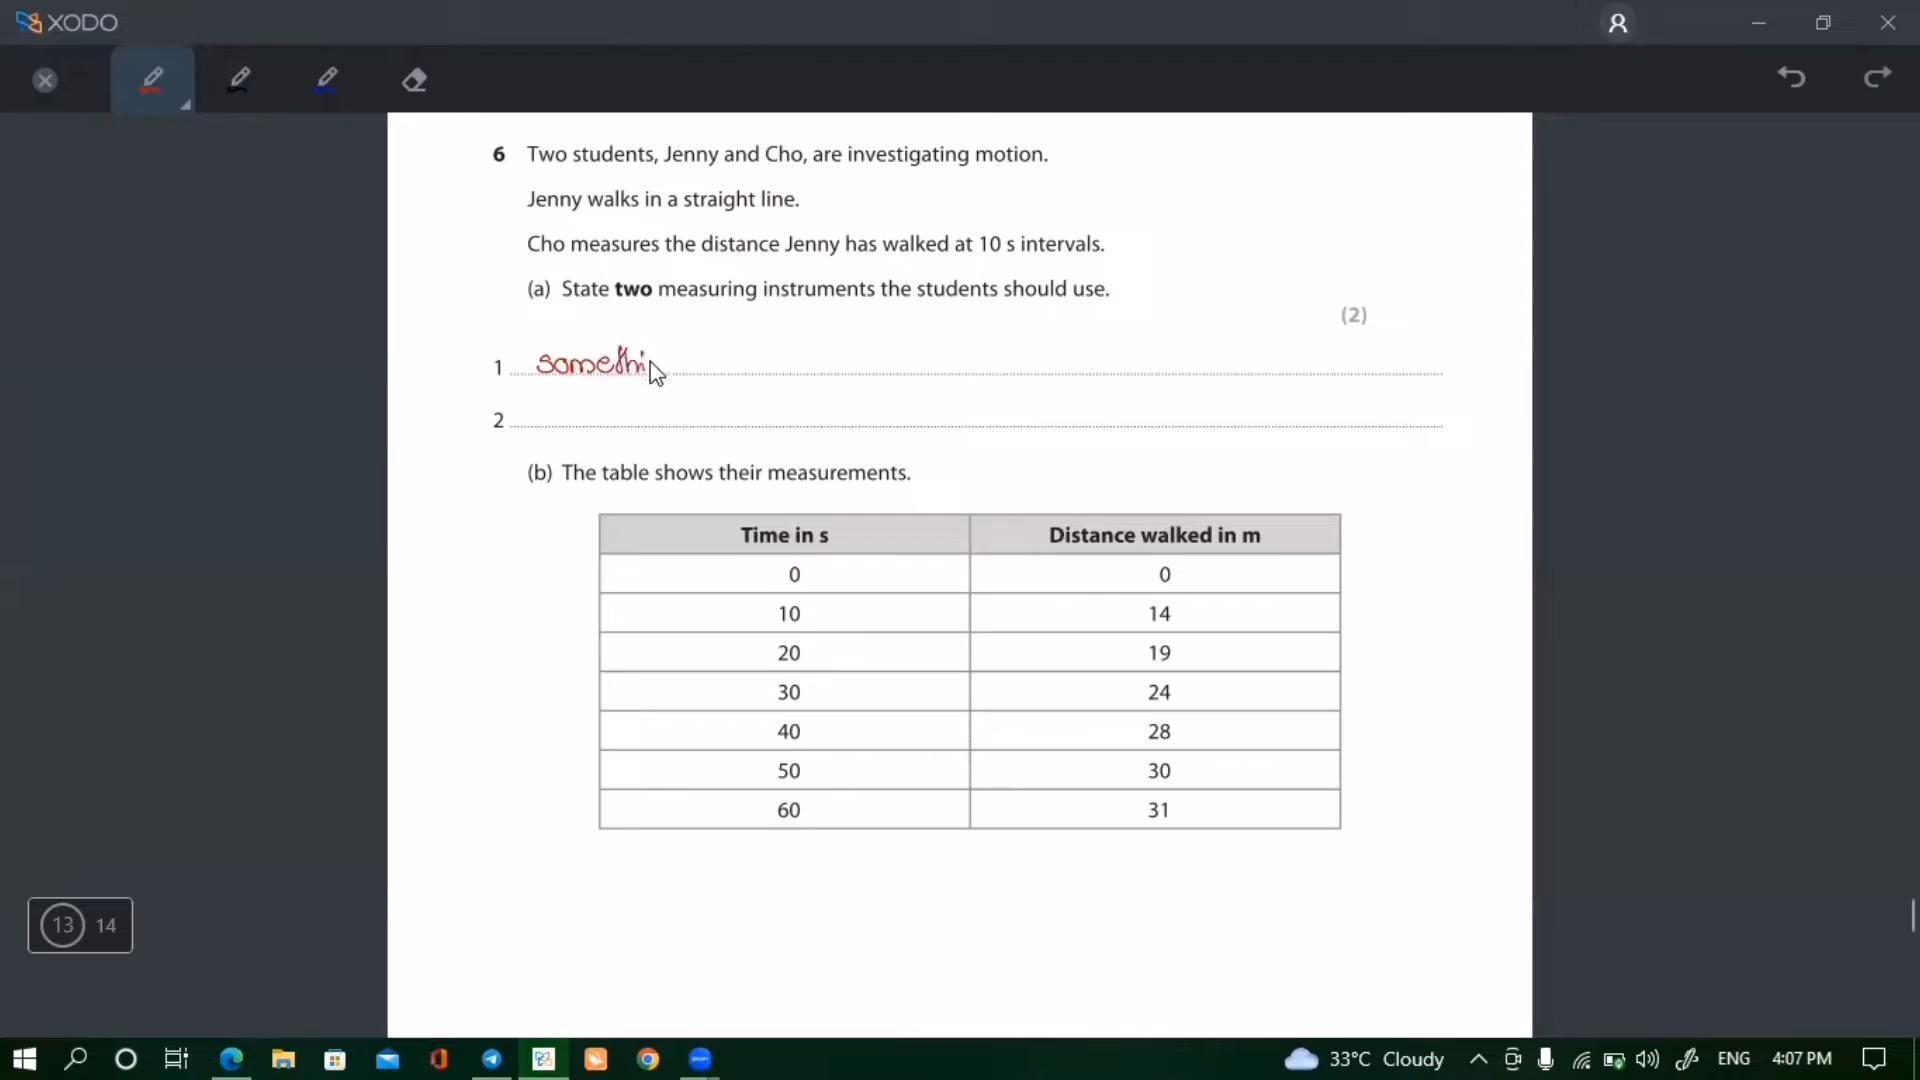 XODO
6 Two students, Jenny and Cho, are investigating motion.
Jenny walks in a straight line.
Cho measures the distance Jenny has walked at 10 s intervals.
(a) State two measuring instruments the students should use.
(2)
1 somethi
2
(b) The table shows their measurements.
Time in s Distance walked in m
0 0
10 14
20 19
30 24
40 28
50 30
60 31
13 14
33°C Cloudy ENG 4:07 PM